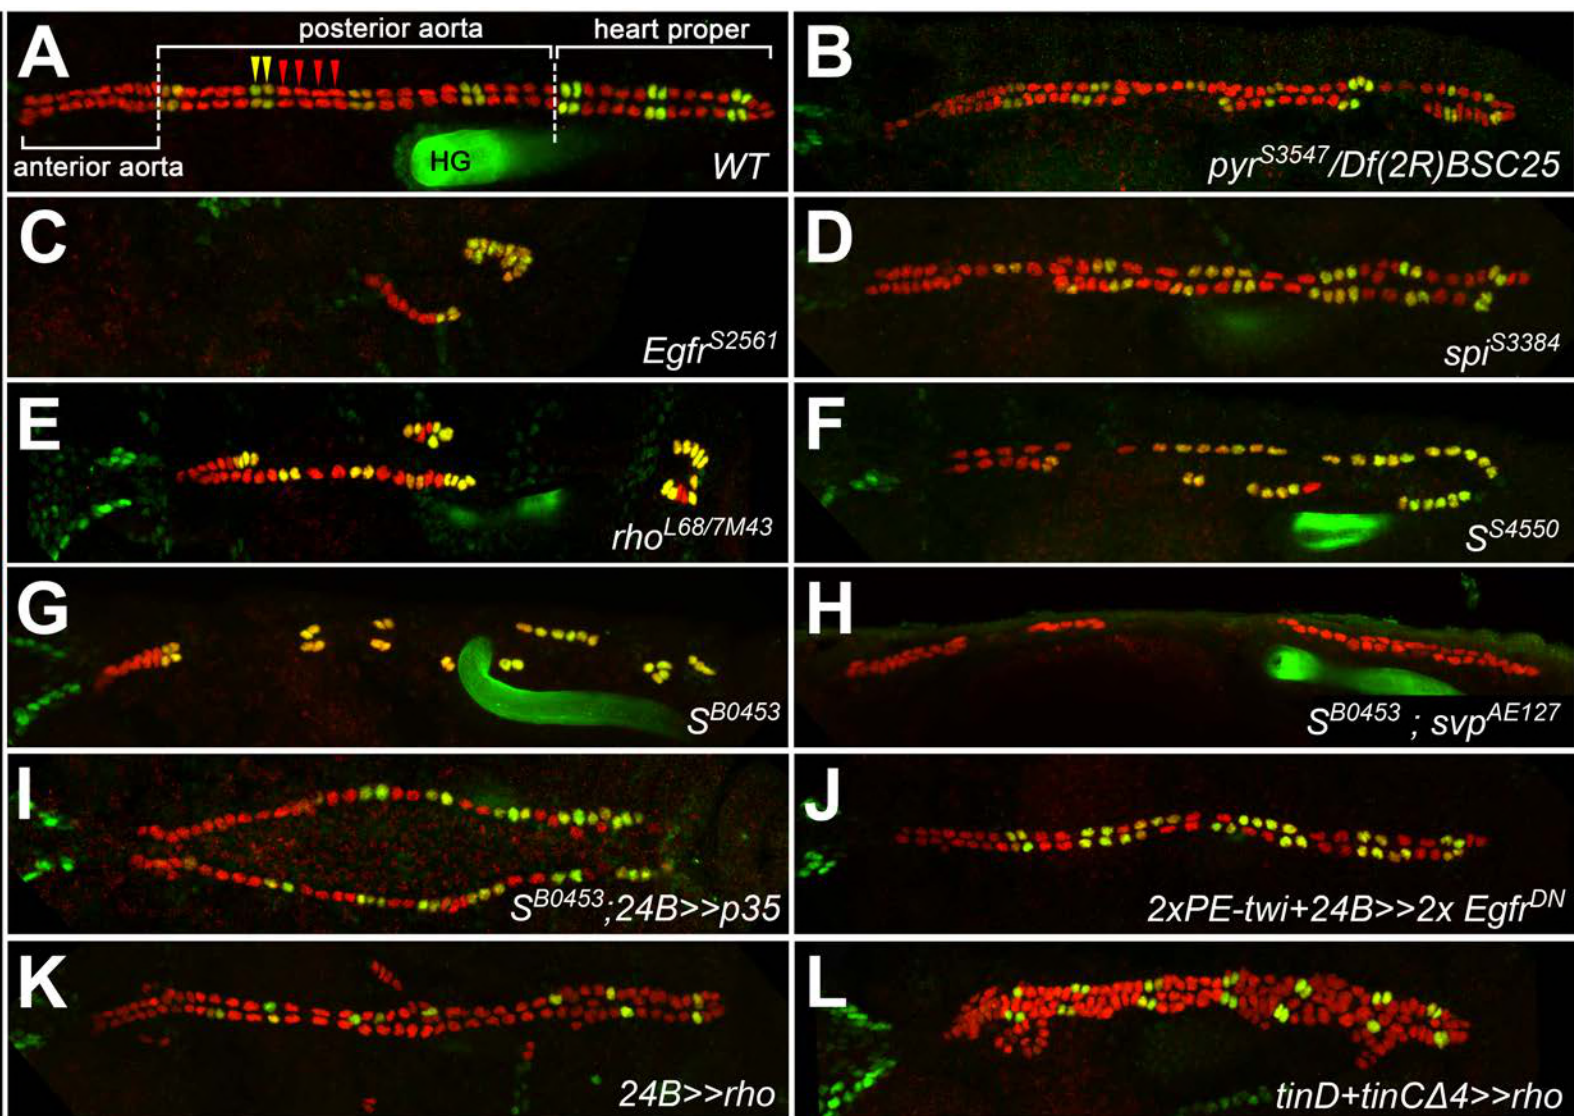 A
posterior aorta
heart proper
anterior aorta
HG
WT
B
pyrS3547/Df(2R)BSC25
C
EgfrS2561
D
spiS3384
E
rhoL68/7M43
F
SS4550
G
SB0453
H
SB0453 ; svpAE127
I
SB0453;24B>>p35
J
2xPE-twi+24B>>2x EgfrDN
K
24B>>rho
L
tinD+tinCΔ4>>rho